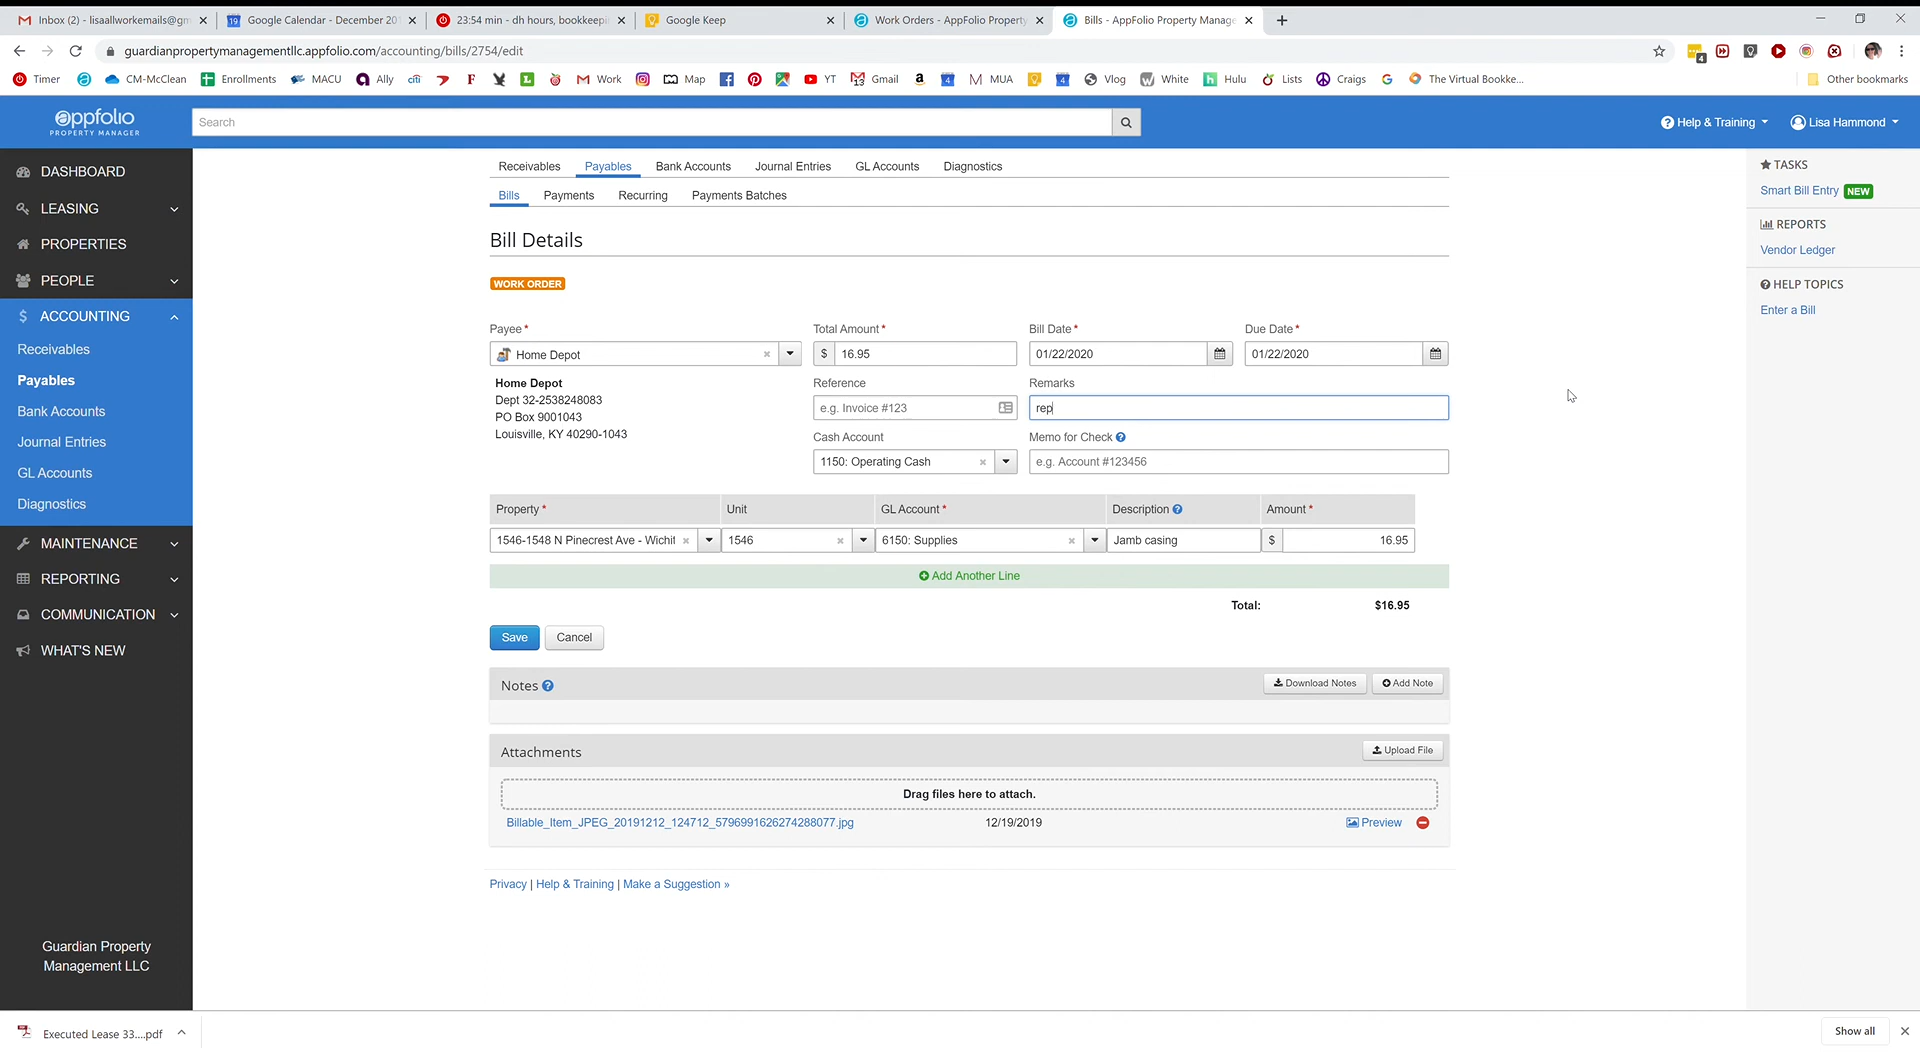 Inbox (2) - lisaallworkemails@gm
Google Calendar - December 201
23:54 min - dh hours, bookkeepi
Google Keep
Work Orders - AppFolio Property
Bills - AppFolio Property Manage
guardianpropertymanagementllc.appfolio.com/accounting/bills/2754/edit
Timer
CM-McClean
Enrollments
MACU
Ally
citi
F
L
Work
Map
YT
Gmail
MUA
Vlog
White
Hulu
Lists
Craigs
The Virtual Bookke...
Other bookmarks
appfolio
PROPERTY MANAGER
Search
Help & Training
Lisa Hammond
DASHBOARD
LEASING
PROPERTIES
PEOPLE
ACCOUNTING
Receivables
Payables
Bank Accounts
Journal Entries
GL Accounts
Diagnostics
MAINTENANCE
REPORTING
COMMUNICATION
WHAT'S NEW
Guardian Property
Management LLC
Receivables Payables Bank Accounts Journal Entries GL Accounts Diagnostics
Bills Payments Recurring Payments Batches
Bill Details
WORK ORDER
Payee * Total Amount * Bill Date * Due Date *
Home Depot $ 16.95 01/22/2020 01/22/2020
Home Depot
Dept 32-2538248083
PO Box 9001043
Louisville, KY 40290-1043
Reference Remarks
e.g. Invoice #123 rep
Cash Account Memo for Check
1150: Operating Cash e.g. Account #123456
Property * Unit GL Account * Description Amount *
1546-1548 N Pinecrest Ave - Wichit 1546 6150: Supplies Jamb casing $ 16.95
Add Another Line
Total: $16.95
Save Cancel
Notes Download Notes Add Note
Attachments Upload File
Drag files here to attach.
Billable_Item_JPEG_20191212_124712_5796991626274288077.jpg 12/19/2019 Preview
Privacy | Help & Training | Make a Suggestion »
TASKS
Smart Bill Entry NEW
REPORTS
Vendor Ledger
HELP TOPICS
Enter a Bill
Executed Lease 33....pdf
Show all